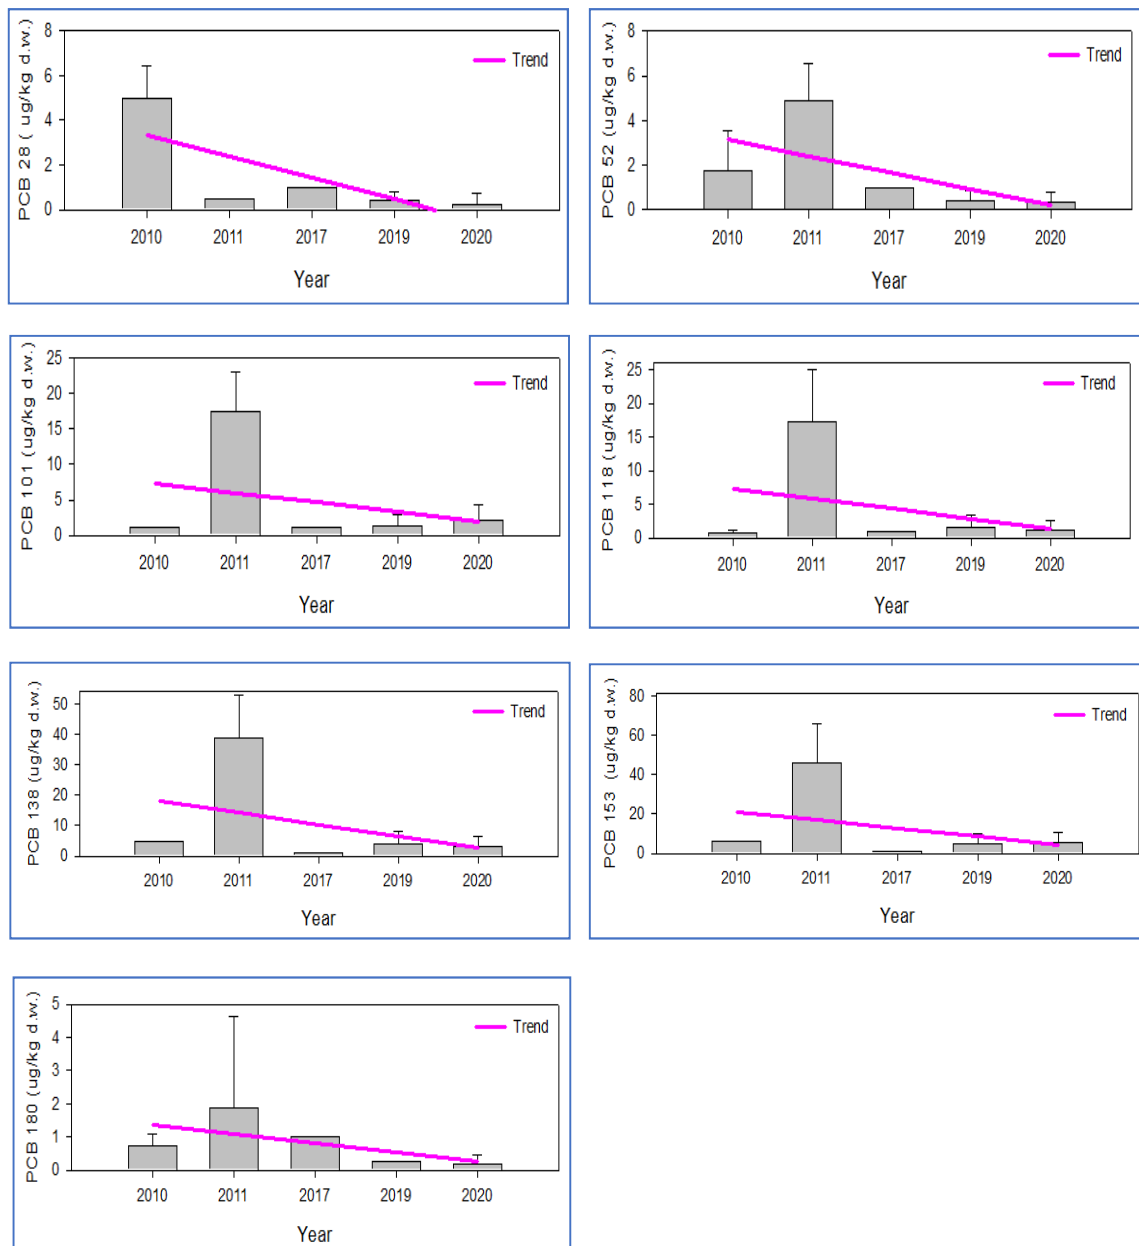 PCB 28 ( ug/kg d.w.)
8
6
4
2
0
Trend
2010 2011 2017 2019 2020
Year
PCB 52 (ug/kg d.w.)
8
6
4
2
0
Trend
2010 2011 2017 2019 2020
Year
PCB 101 (ug/kg d.w.)
25
20
15
10
5
0
Trend
2010 2011 2017 2019 2020
Year
PCB 118 (ug/kg d.w.)
25
20
15
10
5
0
Trend
2010 2011 2017 2019 2020
Year
PCB 138 (ug/kg d.w.)
50
40
30
20
10
0
Trend
2010 2011 2017 2019 2020
Year
PCB 153 (ug/kg d.w.)
80
60
40
20
0
Trend
2010 2011 2017 2019 2020
Year
PCB 180 (ug/kg d.w.)
5
4
3
2
1
0
Trend
2010 2011 2017 2019 2020
Year